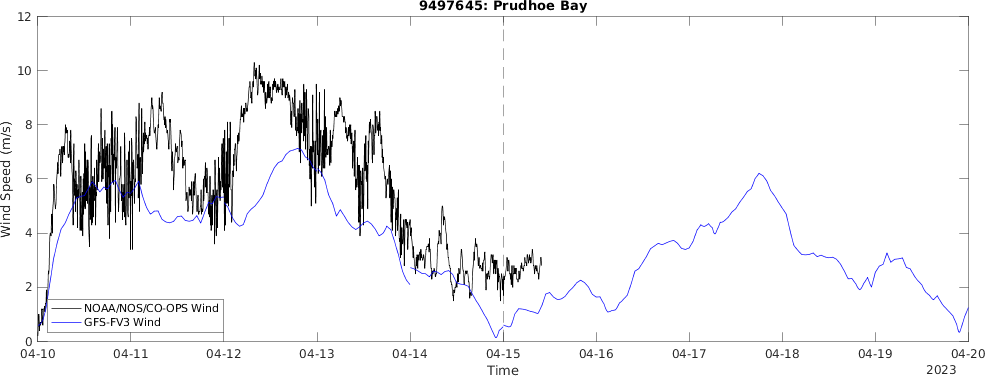 9497645: Prudhoe Bay
12
10
8
6
4
2
0
Wind Speed (m/s)
NOAA/NOS/CO-OPS Wind
GFS-FV3 Wind
04-10 04-11 04-12 04-13 04-14 04-15 04-16 04-17 04-18 04-19 04-20
Time
2023